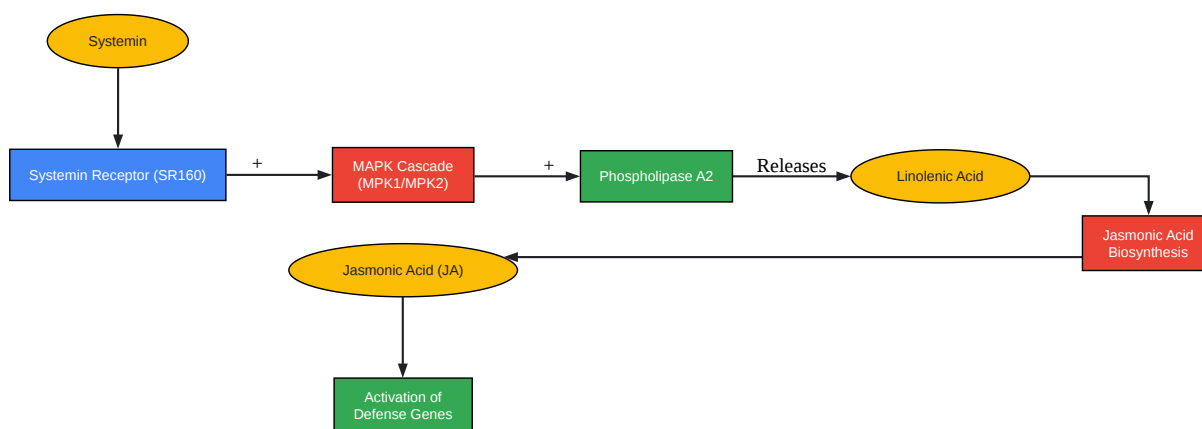 Systemin
Systemin Receptor (SR160)
+
MAPK Cascade
(MPK1/MPK2)
+
Phospholipase A2
Releases
Linolenic Acid
Jasmonic Acid
Biosynthesis
Jasmonic Acid (JA)
Activation of
Defense Genes